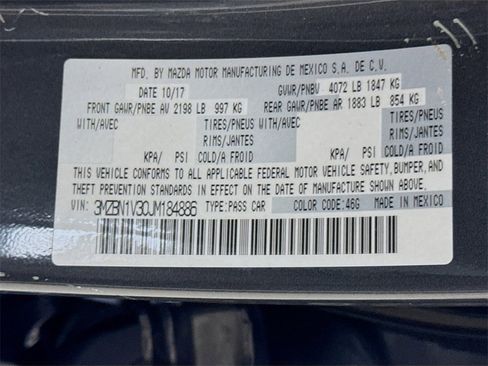 MFD. BY MAZDA MOTOR MANUFACTURING DE MEXICO S.A. DE C.V.
DATE 10/17 GVWR/PNBV 4072 LB 1847 KG
FRONT GAWR/PNBE AV 2198 LB 997 KG REAR GAWR/PNBE AR 1883 LB 854 KG
WITH/AVEC TIRES/PNEUS WITH/AVEC TIRES/PNEUS
RIMS/JANTES RIMS/JANTES
KPA/ PSI COLD/A FROID KPA/ PSI COLD/A FROID
THIS VEHICLE CONFORMS TO ALL APPLICABLE FEDERAL MOTOR VEHICLE SAFETY, BUMPER, AND
THEFT PREVENTION STANDARDS IN EFFECT ON THE DATE OF MANUFACTURE SHOWN ABOVE.
VIN: 3MZBN1V30JM184886 TYPE: PASS CAR COLOR CODE: 46G MADE IN MEXICO